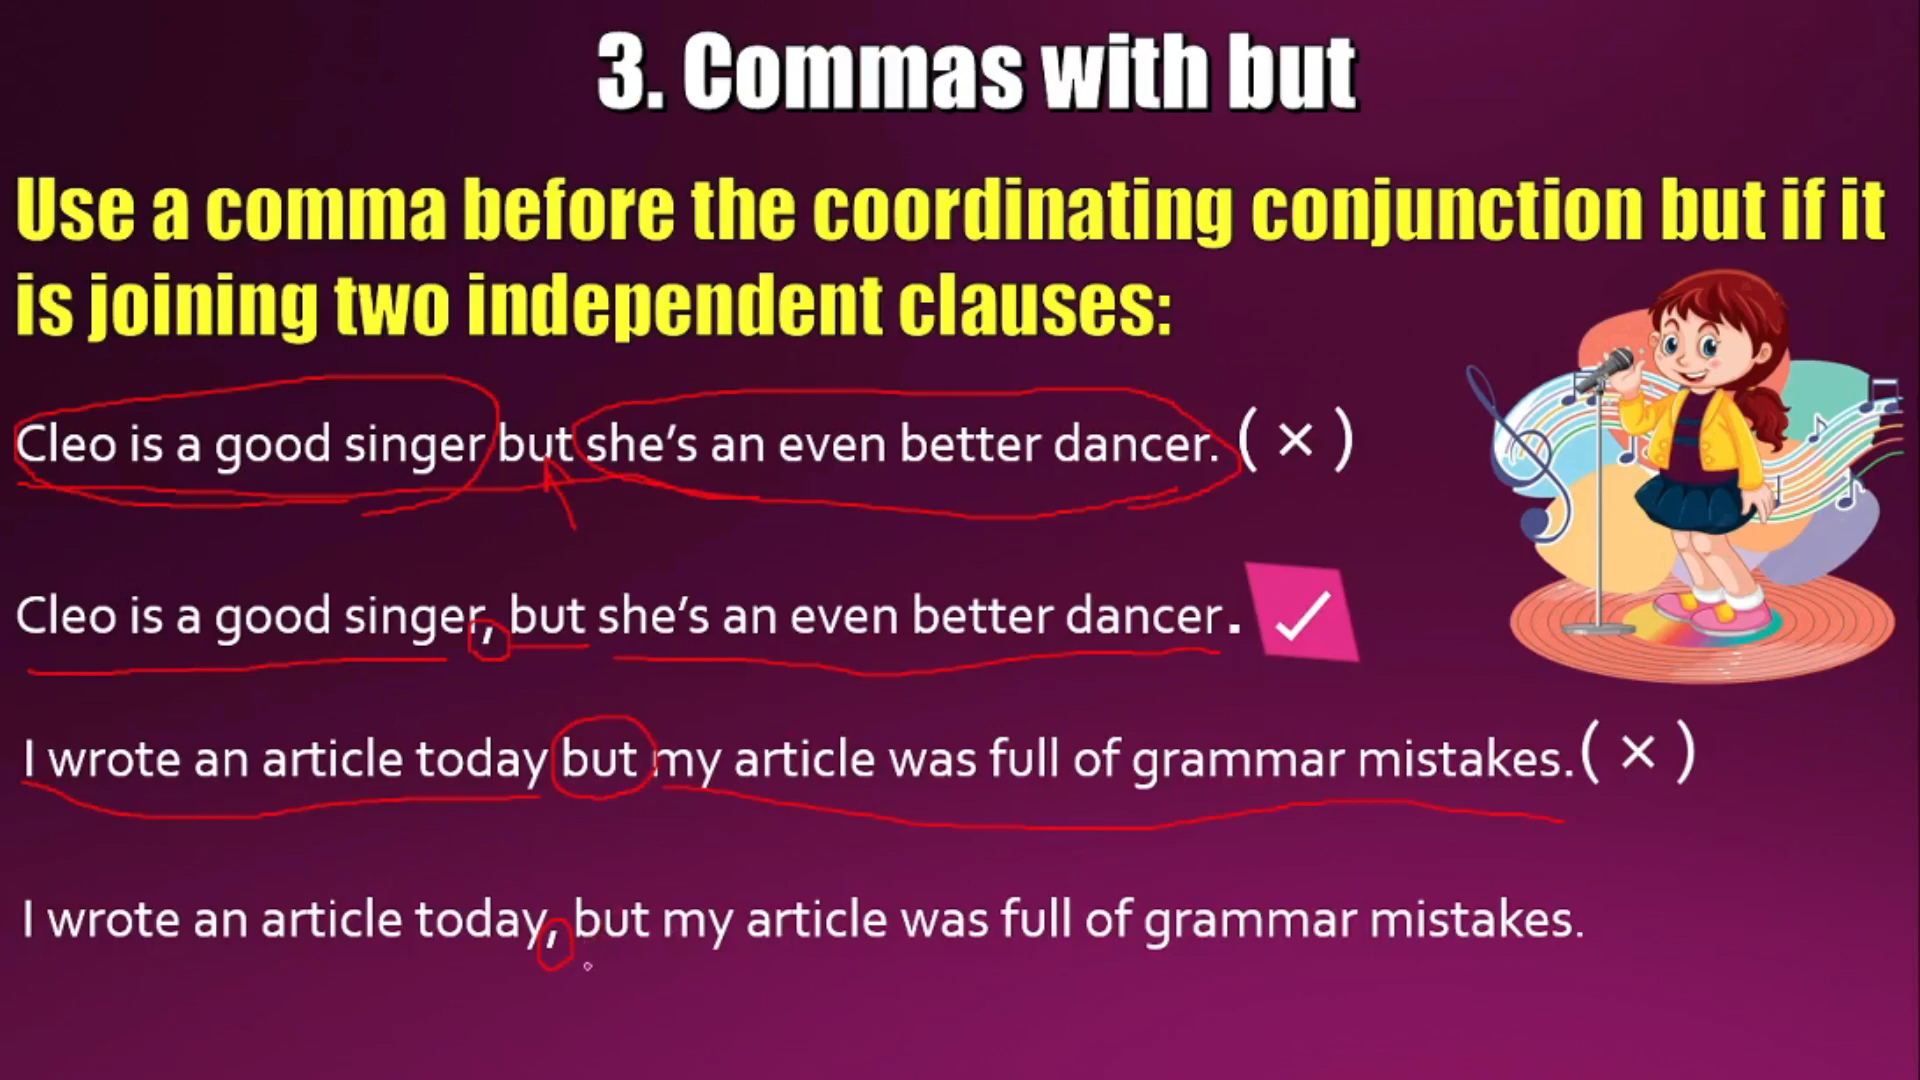 3. Commas with but
Use a comma before the coordinating conjunction but if it
is joining two independent clauses:
Cleo is a good singer but she's an even better dancer. ( × )
Cleo is a good singer, but she's an even better dancer. ✓
I wrote an article today but my article was full of grammar mistakes. ( × )
I wrote an article today, but my article was full of grammar mistakes.